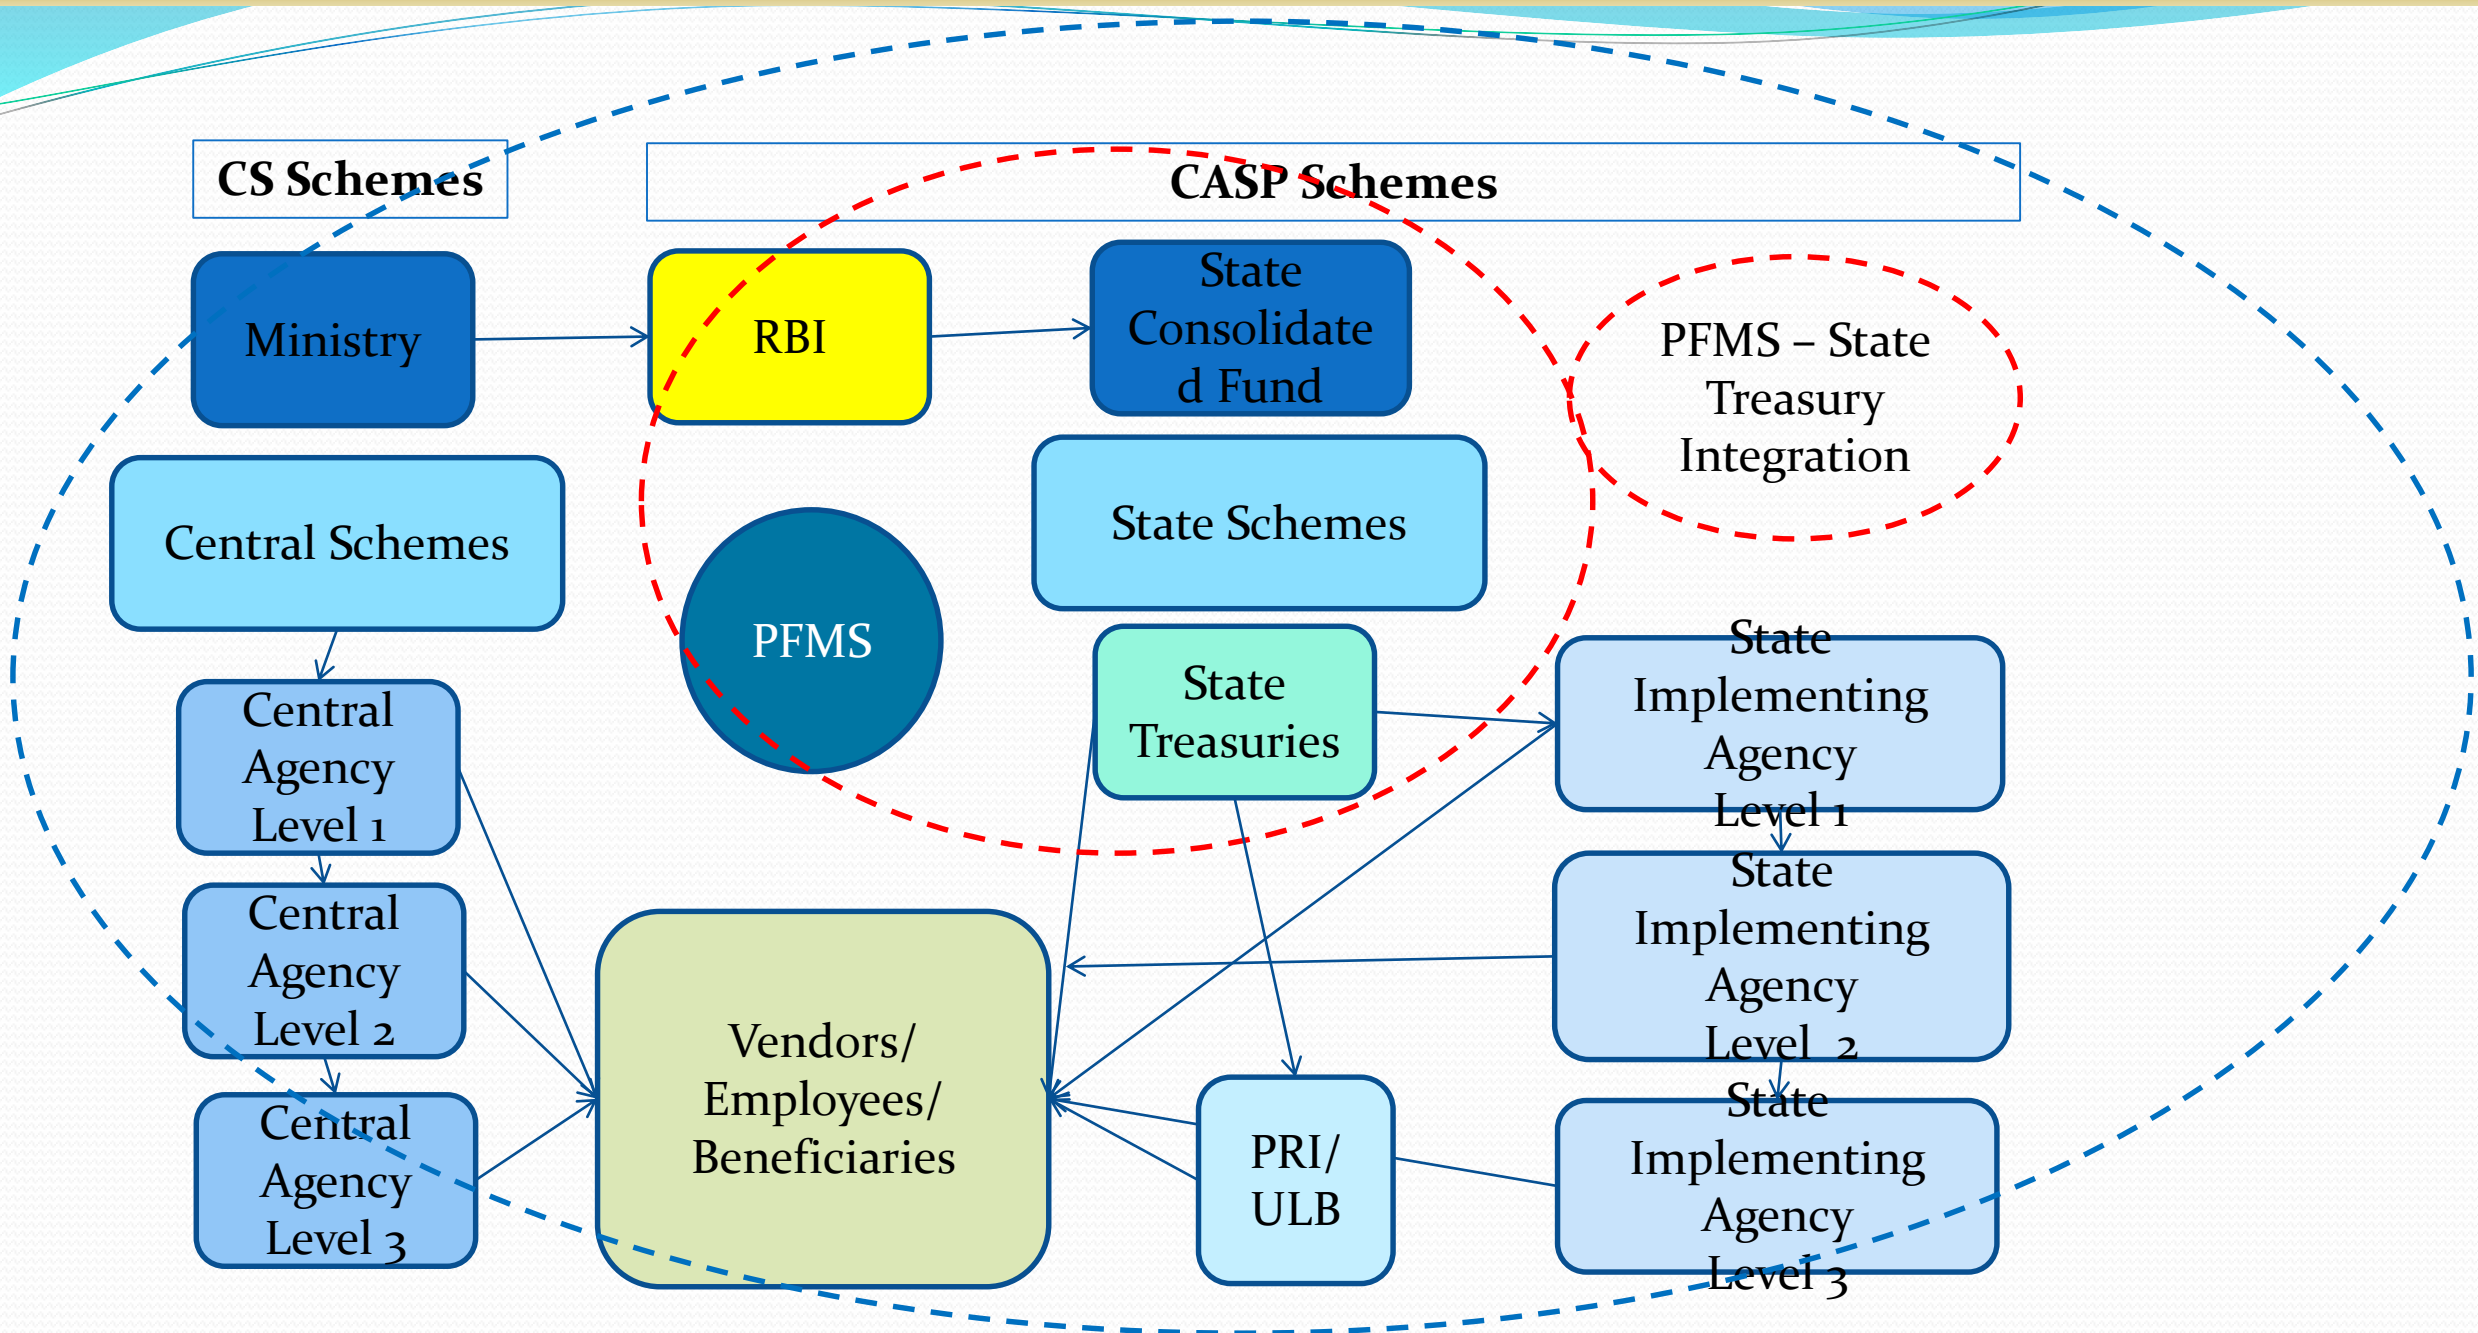 CS Schemes
CASP Schemes
Ministry
RBI
State
Consolidate
d Fund
PFMS – State
Treasury
Integration
Central Schemes
State Schemes
PFMS
State
Treasuries
Central
Agency
Level 1
Central
Agency
Level 2
Central
Agency
Level 3
Vendors/
Employees/
Beneficiaries
PRI/
ULB
State
Implementing
Agency
Level 1
State
Implementing
Agency
Level  2
State
Implementing
Agency
Level 3